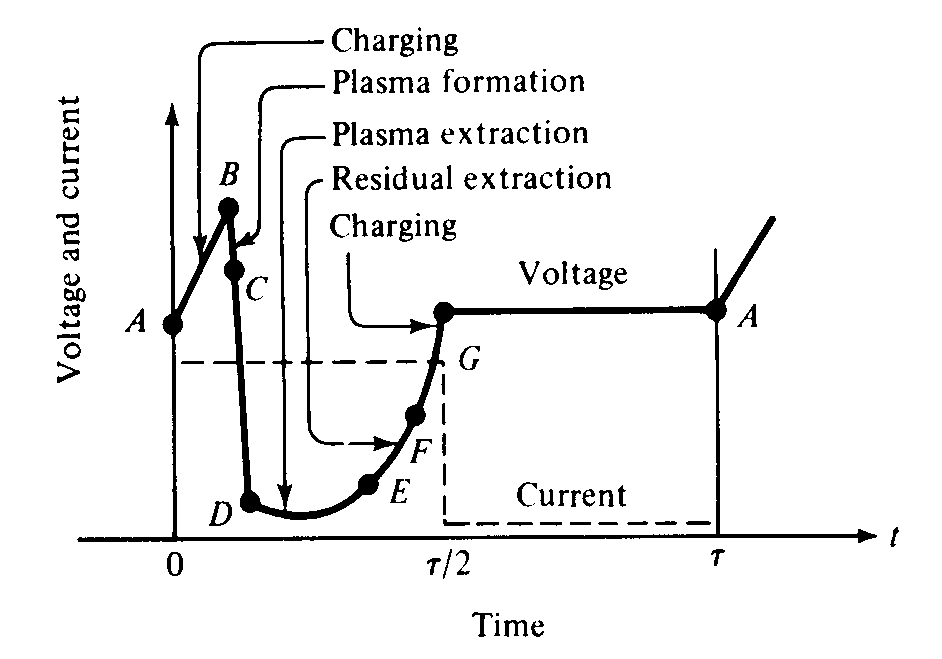 Charging
Plasma formation
Plasma extraction
Residual extraction
Charging
Voltage and current
B
C
Voltage
A
A
G
F
E
D
Current
0
τ/2
τ
t
Time